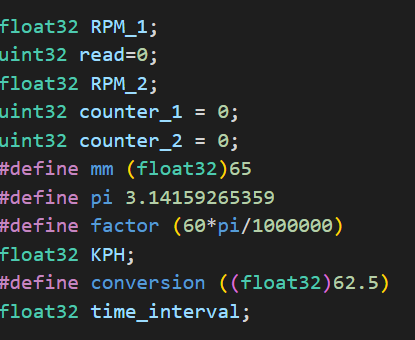 float32 RPM_1;
uint32 read=0;
float32 RPM_2;
uint32 counter_1 = 0;
uint32 counter_2 = 0;
#define mm (float32)65
#define pi 3.14159265359
#define factor (60*pi/1000000)
float32 KPH;
#define conversion ((float32)62.5)
float32 time_interval;